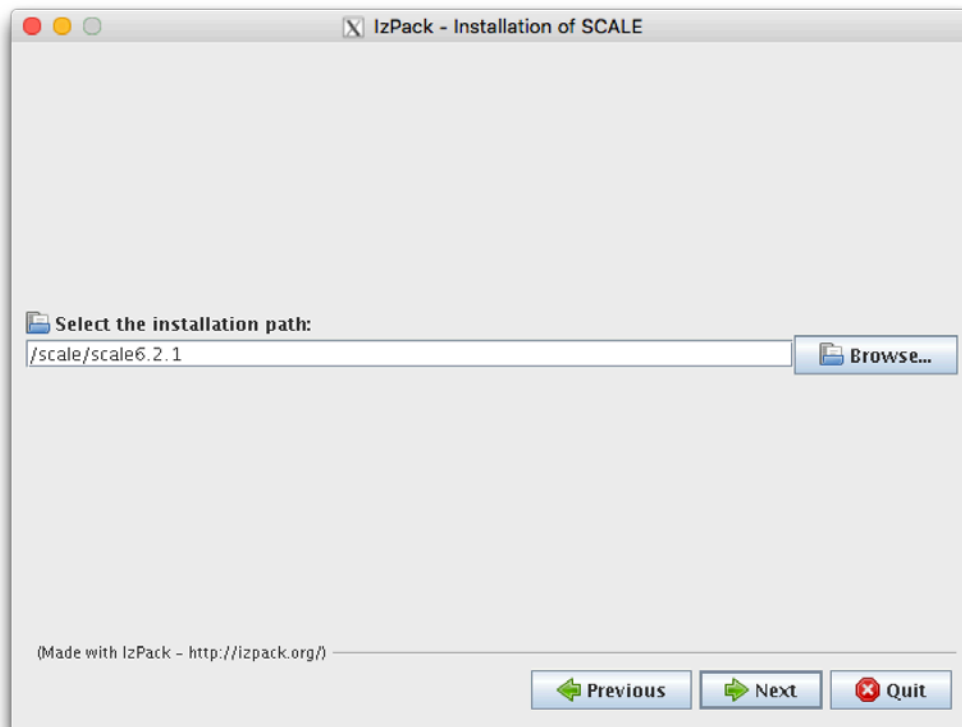 IzPack - Installation of SCALE
Select the installation path:
/scale/scale6.2.1
Browse...
(Made with IzPack - http://izpack.org/)
Previous
Next
Quit